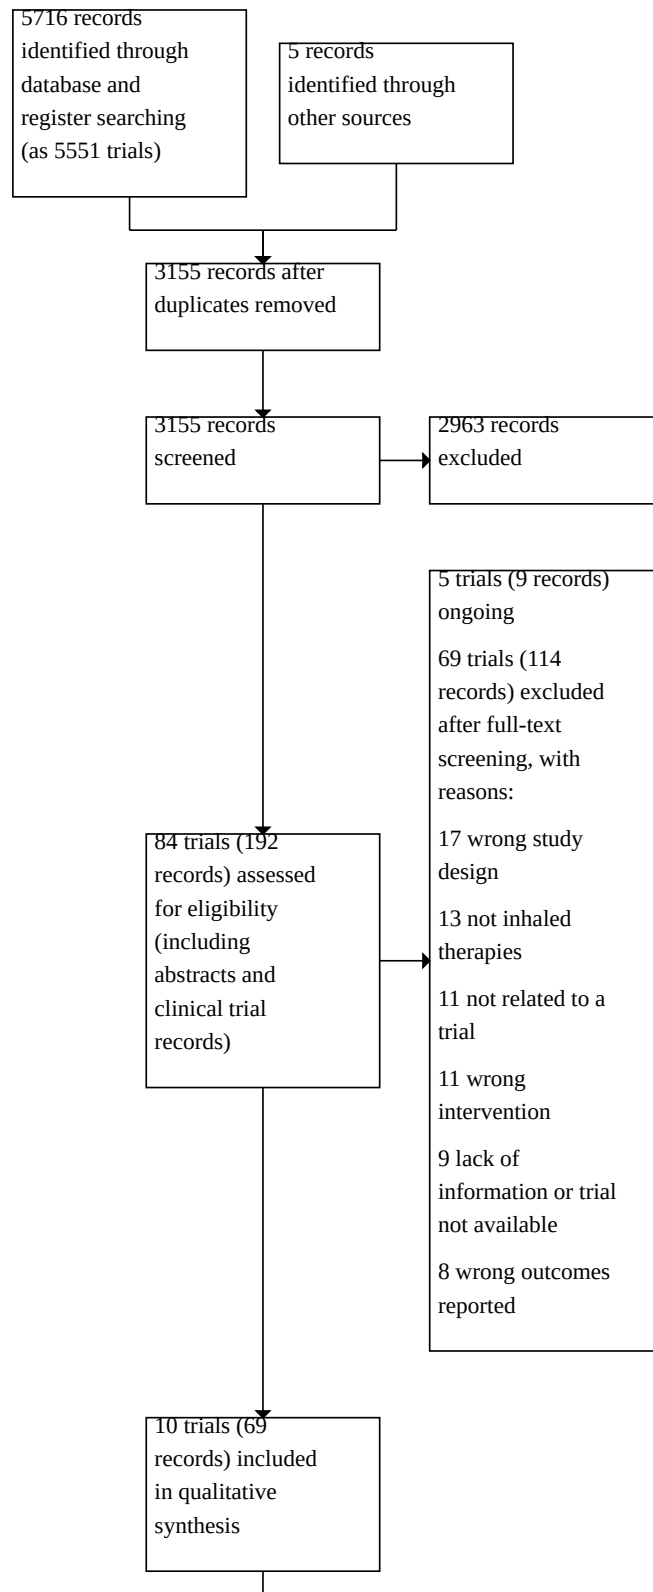 5716 records
identified through
database and
register searching
(as 5551 trials)
5 records
identified through
other sources
3155 records after
duplicates removed
3155 records
screened
2963 records
excluded
5 trials (9 records)
ongoing
69 trials (114
records) excluded
after full-text
screening, with
reasons:
17 wrong study
design
13 not inhaled
therapies
11 not related to a
trial
11 wrong
intervention
9 lack of
information or trial
not available
8 wrong outcomes
reported
84 trials (192
records) assessed
for eligibility
(including
abstracts and
clinical trial
records)
10 trials (69
records) included
in qualitative
synthesis